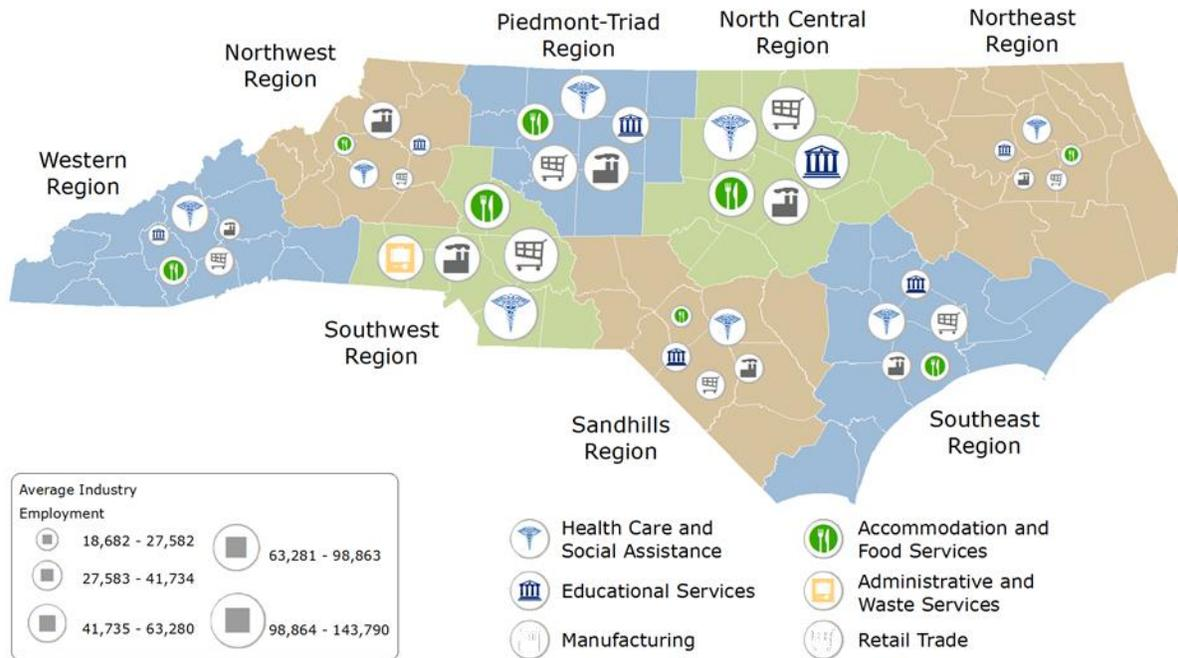 Piedmont-Triad
Region
North Central
Region
Northeast
Region
Northwest
Region
Western
Region
Southwest
Region
Sandhills
Region
Southeast
Region
Average Industry
Employment
18,682 - 27,582
27,583 - 41,734
41,735 - 63,280
63,281 - 98,863
98,864 - 143,790
Health Care and
Social Assistance
Educational Services
Manufacturing
Accommodation and
Food Services
Administrative and
Waste Services
Retail Trade